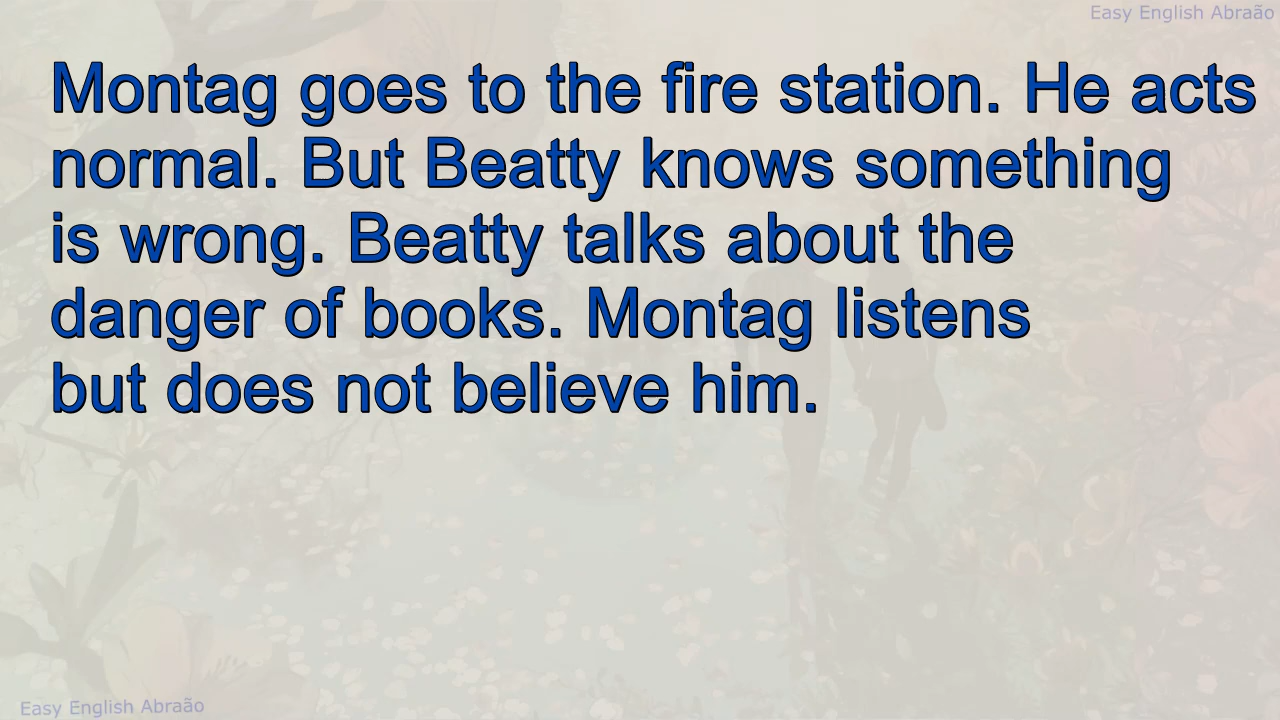 Easy English Abraão
Montag goes to the fire station. He acts
normal. But Beatty knows something
is wrong. Beatty talks about the
danger of books. Montag listens
but does not believe him.
Easy English Abraão